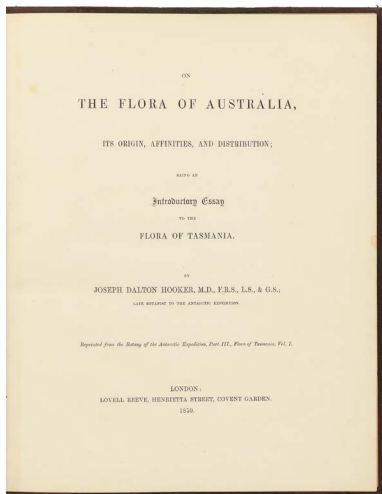 ON
THE FLORA OF AUSTRALIA,
ITS ORIGIN, AFFINITIES, AND DISTRIBUTION;
BEING AN
Introductory Essay
TO THE
FLORA OF TASMANIA.
BY
JOSEPH DALTON HOOKER, M.D., F.R.S., L.S., & G.S.;
LATE BOTANIST TO THE ANTARCTIC EXPEDITION.
Reprinted from the Botany of the Antarctic Expedition, Part III., Flora of Tasmania, Vol. I.
LONDON:
LOVELL REEVE, HENRIETTA STREET, COVENT GARDEN.
1859.